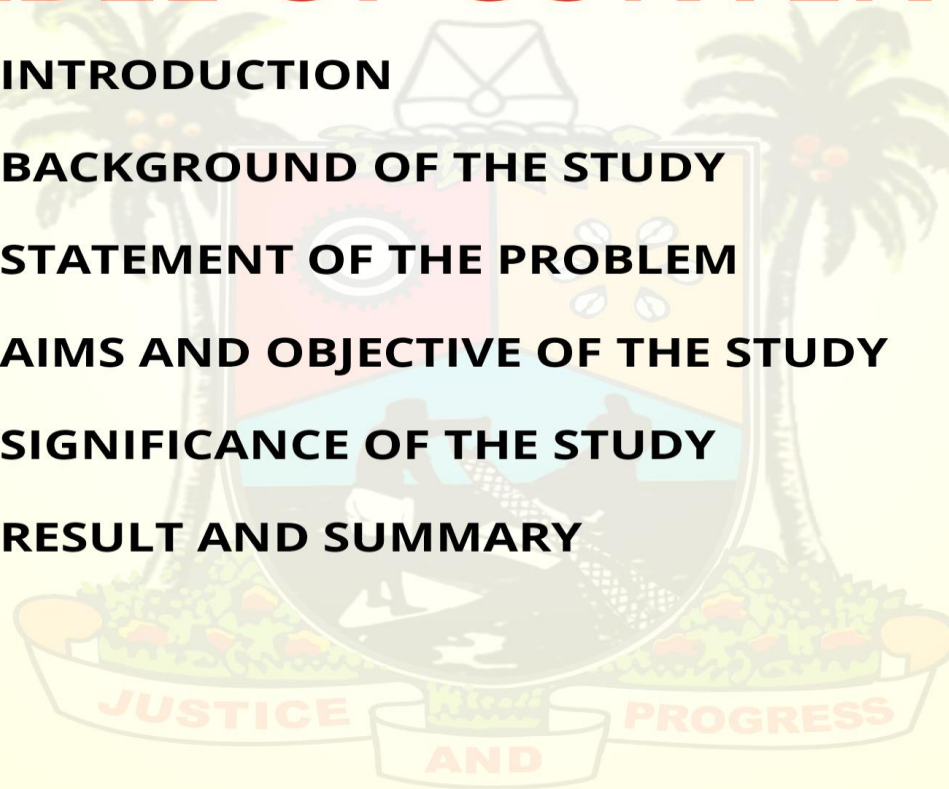 INTRODUCTION
BACKGROUND OF THE STUDY
STATEMENT OF THE PROBLEM
AIMS AND OBJECTIVE OF THE STUDY
SIGNIFICANCE OF THE STUDY
RESULT AND SUMMARY
JUSTICE
PROGRESS
AND